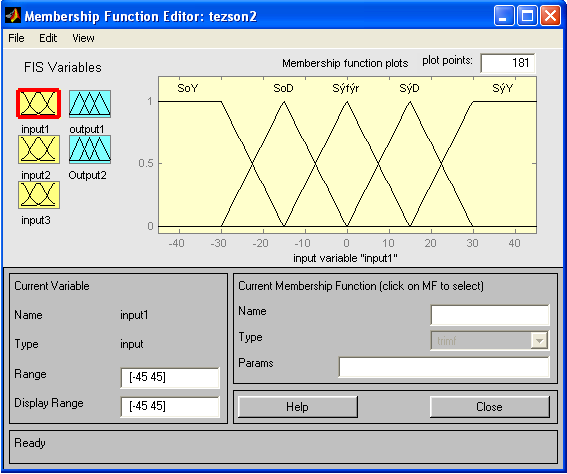 Membership Function Editor: tezson2
File Edit View
FIS Variables
Membership function plots plot points: 181
input1 output1
input2 Output2
input3
SoY SoD Sýfýr SýD SýY
1
0.5
0
-40 -30 -20 -10 0 10 20 30 40
input variable "input1"
Current Variable
Name input1
Type input
Range [-45 45]
Display Range [-45 45]
Current Membership Function (click on MF to select)
Name
Type trimf
Params
Help Close
Ready